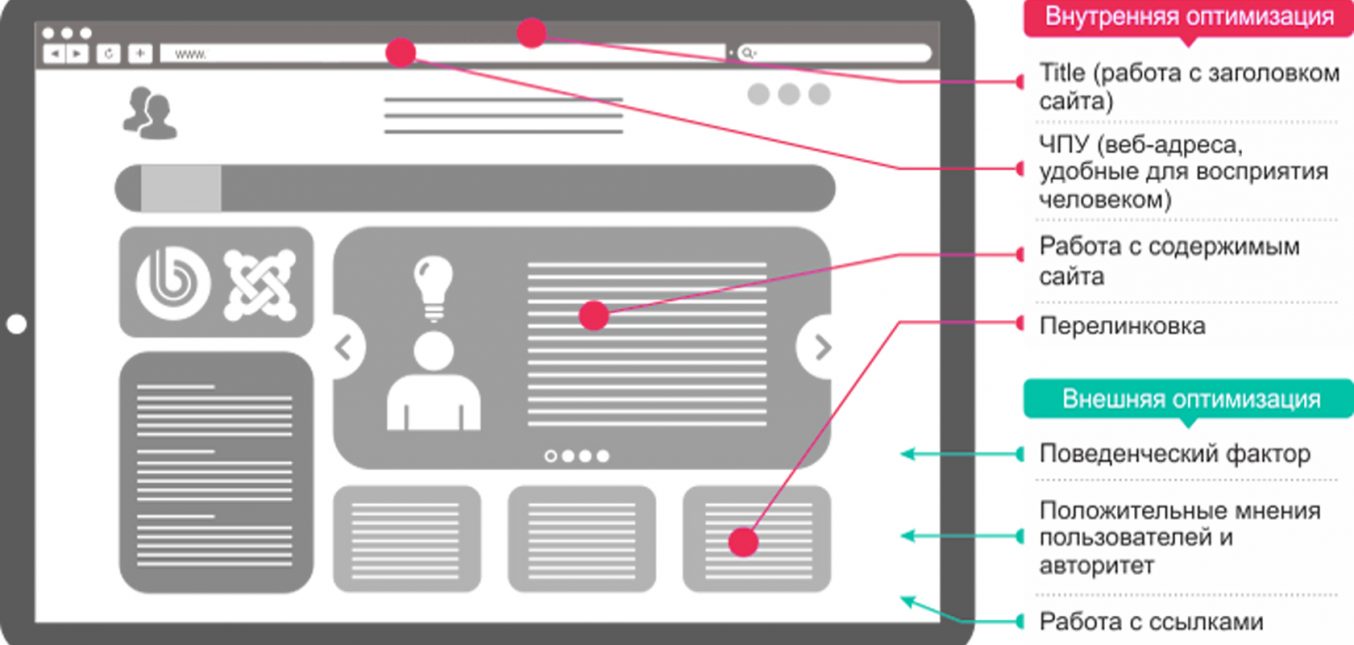 www.
Внутренняя оптимизация
Title (работа с заголовком
сайта)
ЧПУ (веб-адреса,
удобные для восприятия
человеком)
Работа с содержимым
сайта
Перелинковка
Внешняя оптимизация
Поведенческий фактор
Положительные мнения
пользователей и
авторитет
Работа с ссылками